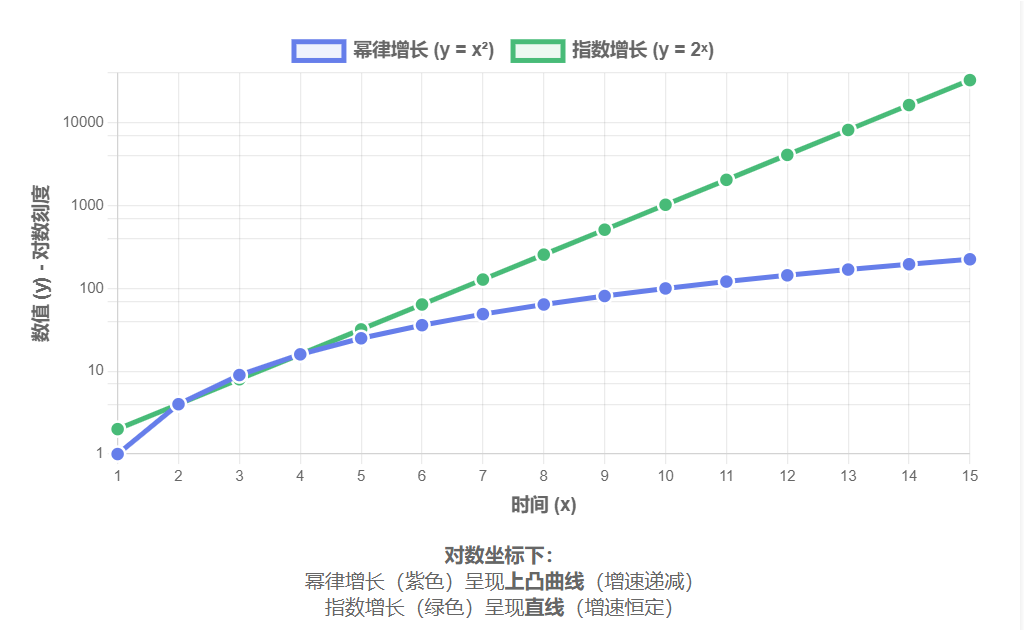 幂律增长 (y = x²) 指数增长 (y = 2ˣ)
数值 (y) - 对数刻度
10000
1000
100
10
1
1 2 3 4 5 6 7 8 9 10 11 12 13 14 15
时间 (x)
对数坐标下：
幂律增长（紫色）呈现上凸曲线（增速递减）
指数增长（绿色）呈现直线（增速恒定）